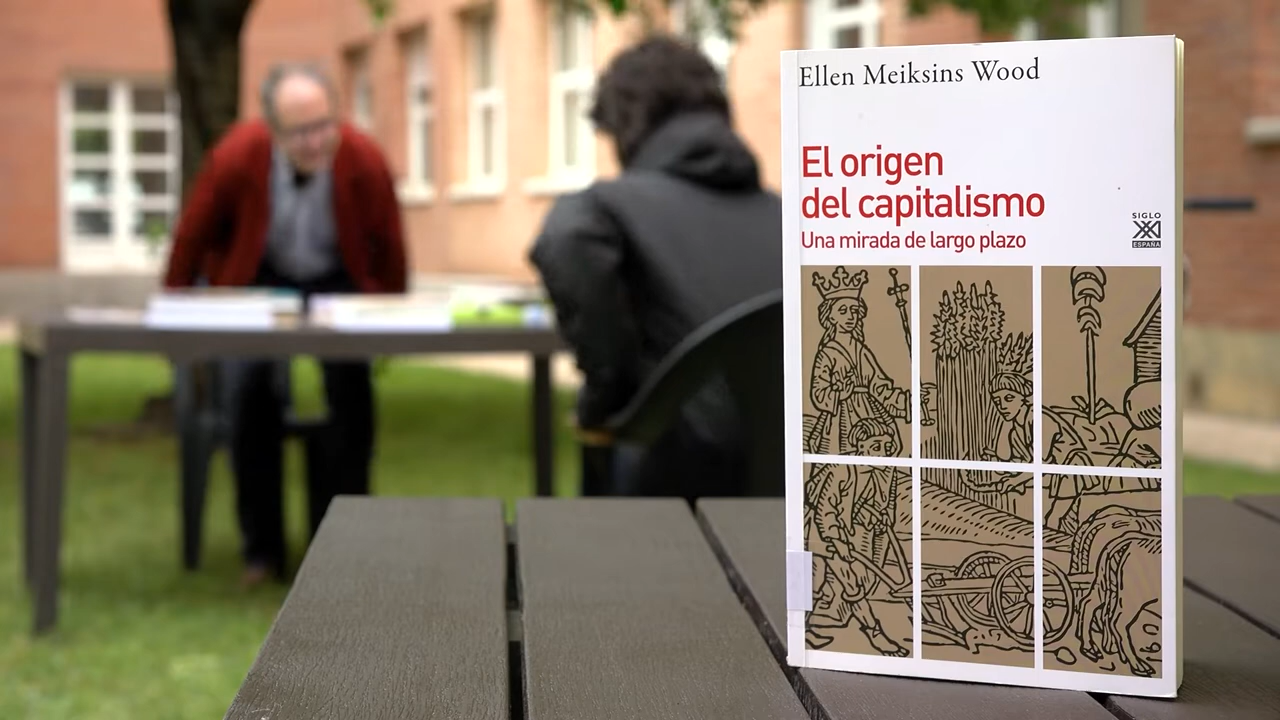 Ellen Meiksins Wood
El origen
del capitalismo
Una mirada de largo plazo
SIGLO
XXI
ESPAÑA